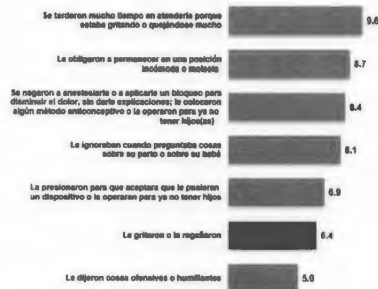 Se tardaron mucho tiempo en atenderle porque
estaba gritando o quejándose mucho
9.6
Le obligaron a permanecer en una posición
incómoda o molesta
8.7
Se negaron a anestesiarle o a aplicarle un bloqueo para
disminuir el dolor, sin darle explicaciones; le colocaron
algún método anticonceptivo o la operaron para ya no
tener hijos(as)
8.4
Le ignoraban cuando preguntaba cosas
sobre su parto o sobre su bebé
8.1
La presionaron para que aceptara que le pusieran
un dispositivo o la operaran para ya no tener hijos
6.9
Le gritaron o la regañaron
6.4
Le dijeron cosas ofensivas o humillantes
5.0